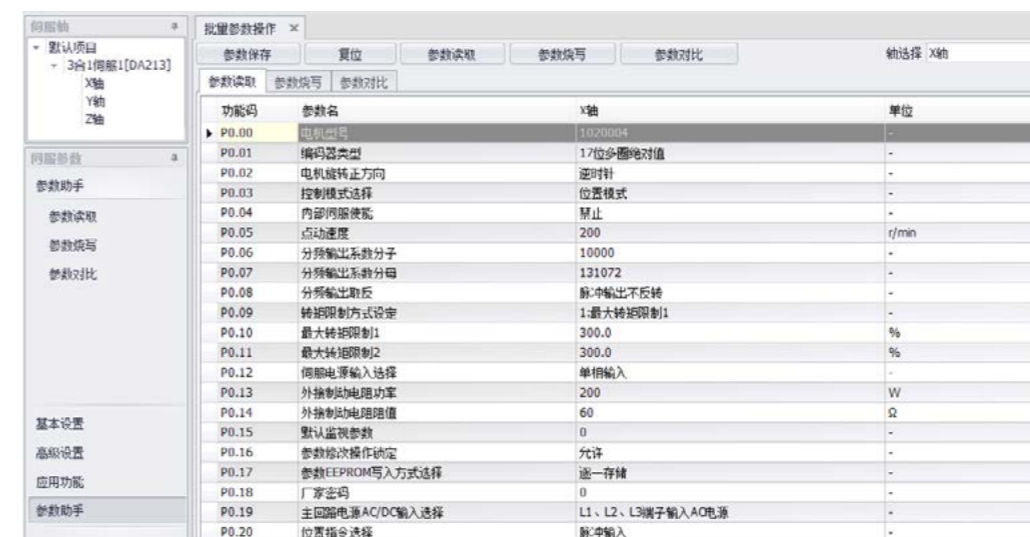 伺服轴
默认项目
3合1伺服1[DA213]
X轴
Y轴
Z轴
伺服参数
参数助手
参数读取
参数烧写
参数对比
基本设置
高级设置
应用功能
参数助手
批量参数操作 ×
参数保存 复位 参数读取 参数烧写 参数对比 轴选择 X轴
参数读取 参数烧写 参数对比
功能码 参数名 X轴 单位
P0.00 电机型号 1020004 -
P0.01 编码器类型 17位多圈绝对值 -
P0.02 电机旋转正方向 逆时针 -
P0.03 控制模式选择 位置模式 -
P0.04 内部伺服使能 禁止 -
P0.05 点动速度 200 r/min
P0.06 分频输出系数分子 10000 -
P0.07 分频输出系数分母 131072 -
P0.08 分频输出取反 脉冲输出不反转 -
P0.09 转矩限制方式设定 1:最大转矩限制1 -
P0.10 最大转矩限制1 300.0 %
P0.11 最大转矩限制2 300.0 %
P0.12 伺服电源输入选择 单相输入 -
P0.13 外接制动电阻功率 200 W
P0.14 外接制动电阻阻值 60 Ω
P0.15 默认监视参数 0 -
P0.16 参数修改操作锁定 允许 -
P0.17 参数EEPROM写入方式选择 逐一存储 -
P0.18 厂家密码 0 -
P0.19 主回路电源AC/DC输入选择 L1、L2、L3端子输入AC电源 -
P0.20 位置指令选择 脉冲输入 -